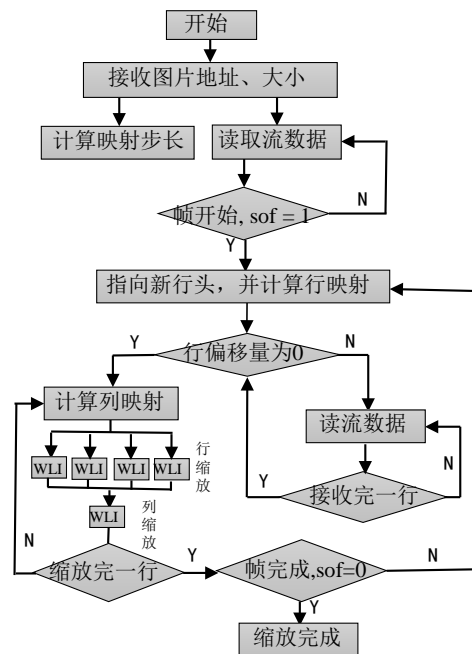 开始
接收图片地址、大小
计算映射步长
读取流数据
N
帧开始, sof = 1
Y
指向新行头，并计算行映射
Y
行偏移量为0
N
计算列映射
读流数据
WLI WLI WLI WLI
行缩放
N
Y
接收完一行
WLI
列缩放
N
缩放完一行
Y
帧完成,sof=0
N
Y
缩放完成